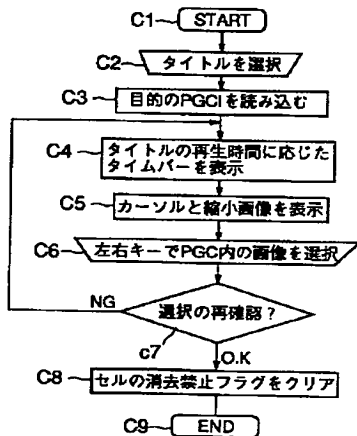 C1
START
C2
タイトルを選択
C3
目的のPGCIを読み込む
C4
タイトルの再生時間に応じた
タイムバーを表示
C5
カーソルと縮小画像を表示
C6
左右キーでPGC内の画像を選択
NG
選択の再確認?
c7
O.K
C8
セルの消去禁止フラグをクリア
C9
END